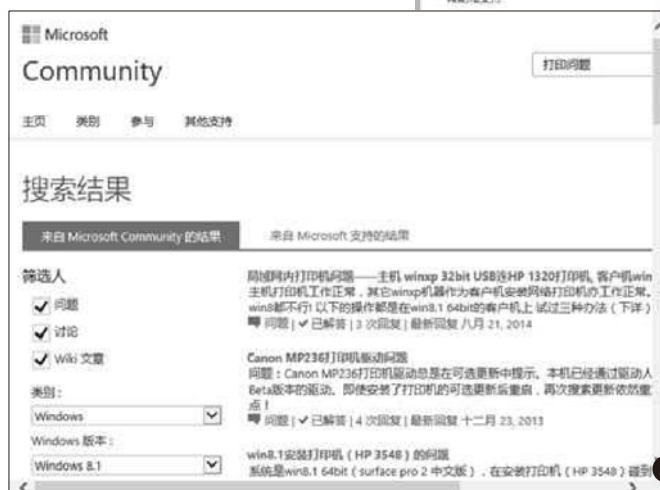 Microsoft
Community
打印问题
主页 类别 参与 其他支持
搜索结果
来自 Microsoft Community 的结果 来自 Microsoft 支持的结果
筛选人
问题
讨论
Wiki 文章
类别：
Windows
Windows 版本：
Windows 8.1
局域网内打印机问题——主机 winxp 32bit USB连HP 1320打印机, 客户机win
主机打印机工作正常，其它winxp机器作为客户机安装网络打印机亦工作正常。
win8都不行! 以下的操作都是在win8.1 64bit的客户机上 试过三种办法（下详）
问题 | 已解答 | 3 次回复 | 最新回复 八月 21, 2014
Canon MP236打印机驱动问题
问题：Canon MP236打印机驱动总是在可选更新中提示。本机已经通过驱动人
Beta版本的驱动。即使安装了打印机的可选更新后重启，再次搜索更新依然重
点！
问题 | 已解答 | 4 次回复 | 最新回复 十二月 23, 2013
win8.1安装打印机（HP 3548）的问题
系统是win8.1 64bit（surface pro 2 中文版），在安装打印机（HP 3548）碰到